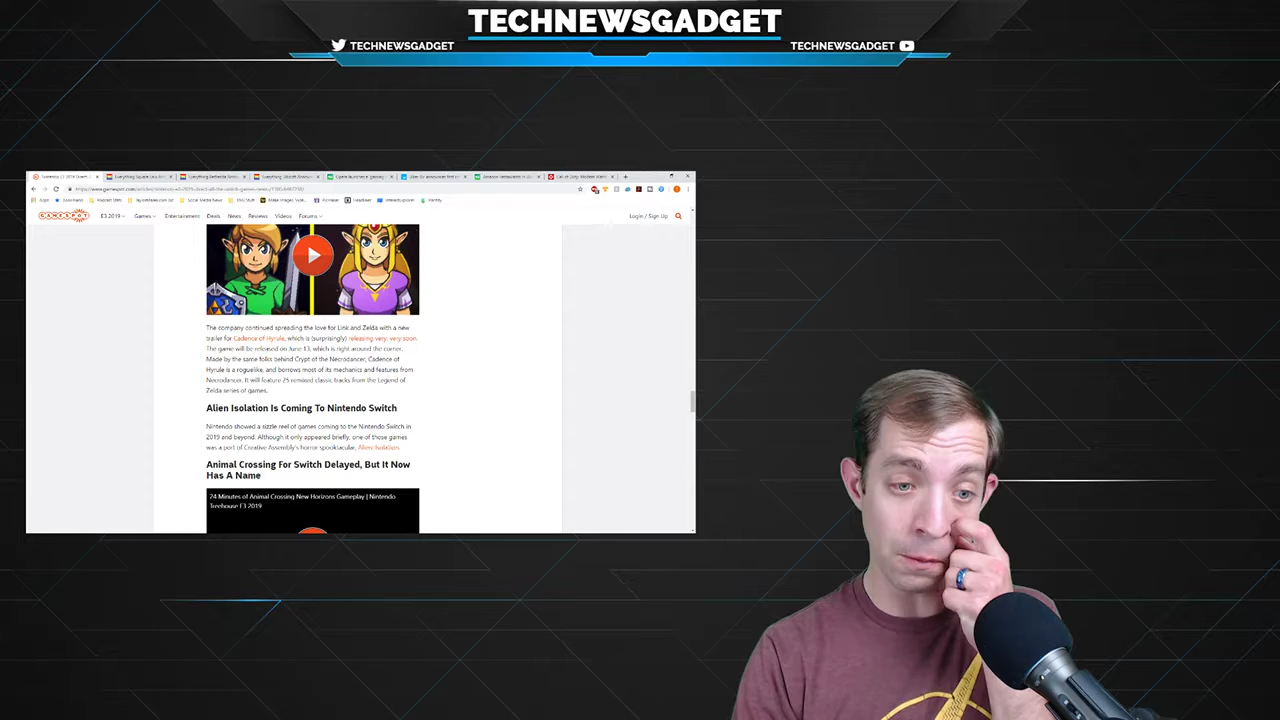 TECHNEWSGADGET
TECHNEWSGADGET
TECHNEWSGADGET
GAMESPOT
E3 2019
Games
Entertainment
Deals
News
Reviews
Videos
Forums
Login / Sign Up
The company continued spreading the love for Link and Zelda with a new
trailer for Cadence of Hyrule, which is (surprisingly) releasing very, very soon.
The game will be released on June 13, which is right around the corner.
Made by the same folks behind Crypt of the Necrodancer, Cadence of
Hyrule is a roguelike, and borrows most of its mechanics and features from
Necrodancer. It will feature 25 remixed classic tracks from the Legend of
Zelda series of games.
Alien Isolation Is Coming To Nintendo Switch
Nintendo showed a sizzle reel of games coming to the Nintendo Switch in
2019 and beyond. Although it only appeared briefly, one of those games
was a port of Creative Assembly's horror spooktacular, Alien: Isolation.
Animal Crossing For Switch Delayed, But It Now
Has A Name
24 Minutes of Animal Crossing New Horizons Gameplay | Nintendo
Treehouse E3 2019